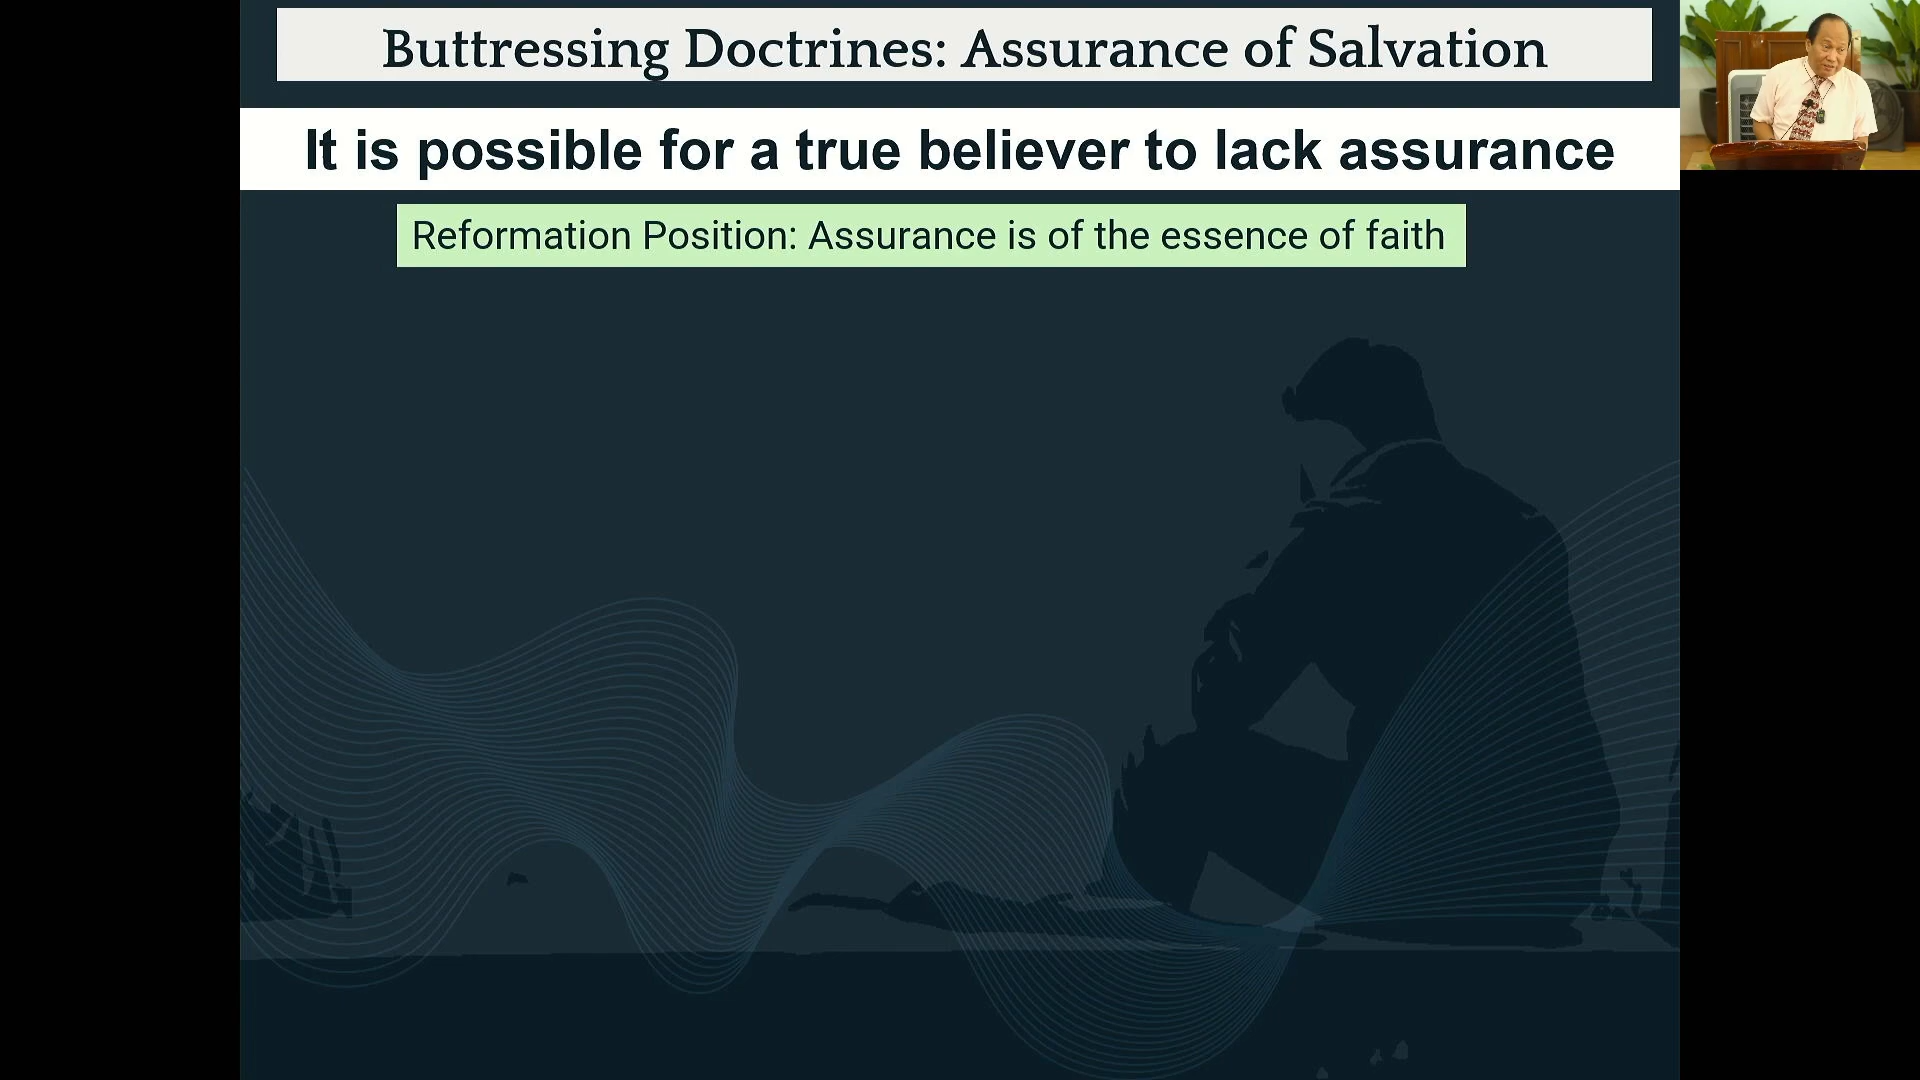 Buttressing Doctrines: Assurance of Salvation
It is possible for a true believer to lack assurance
Reformation Position: Assurance is of the essence of faith